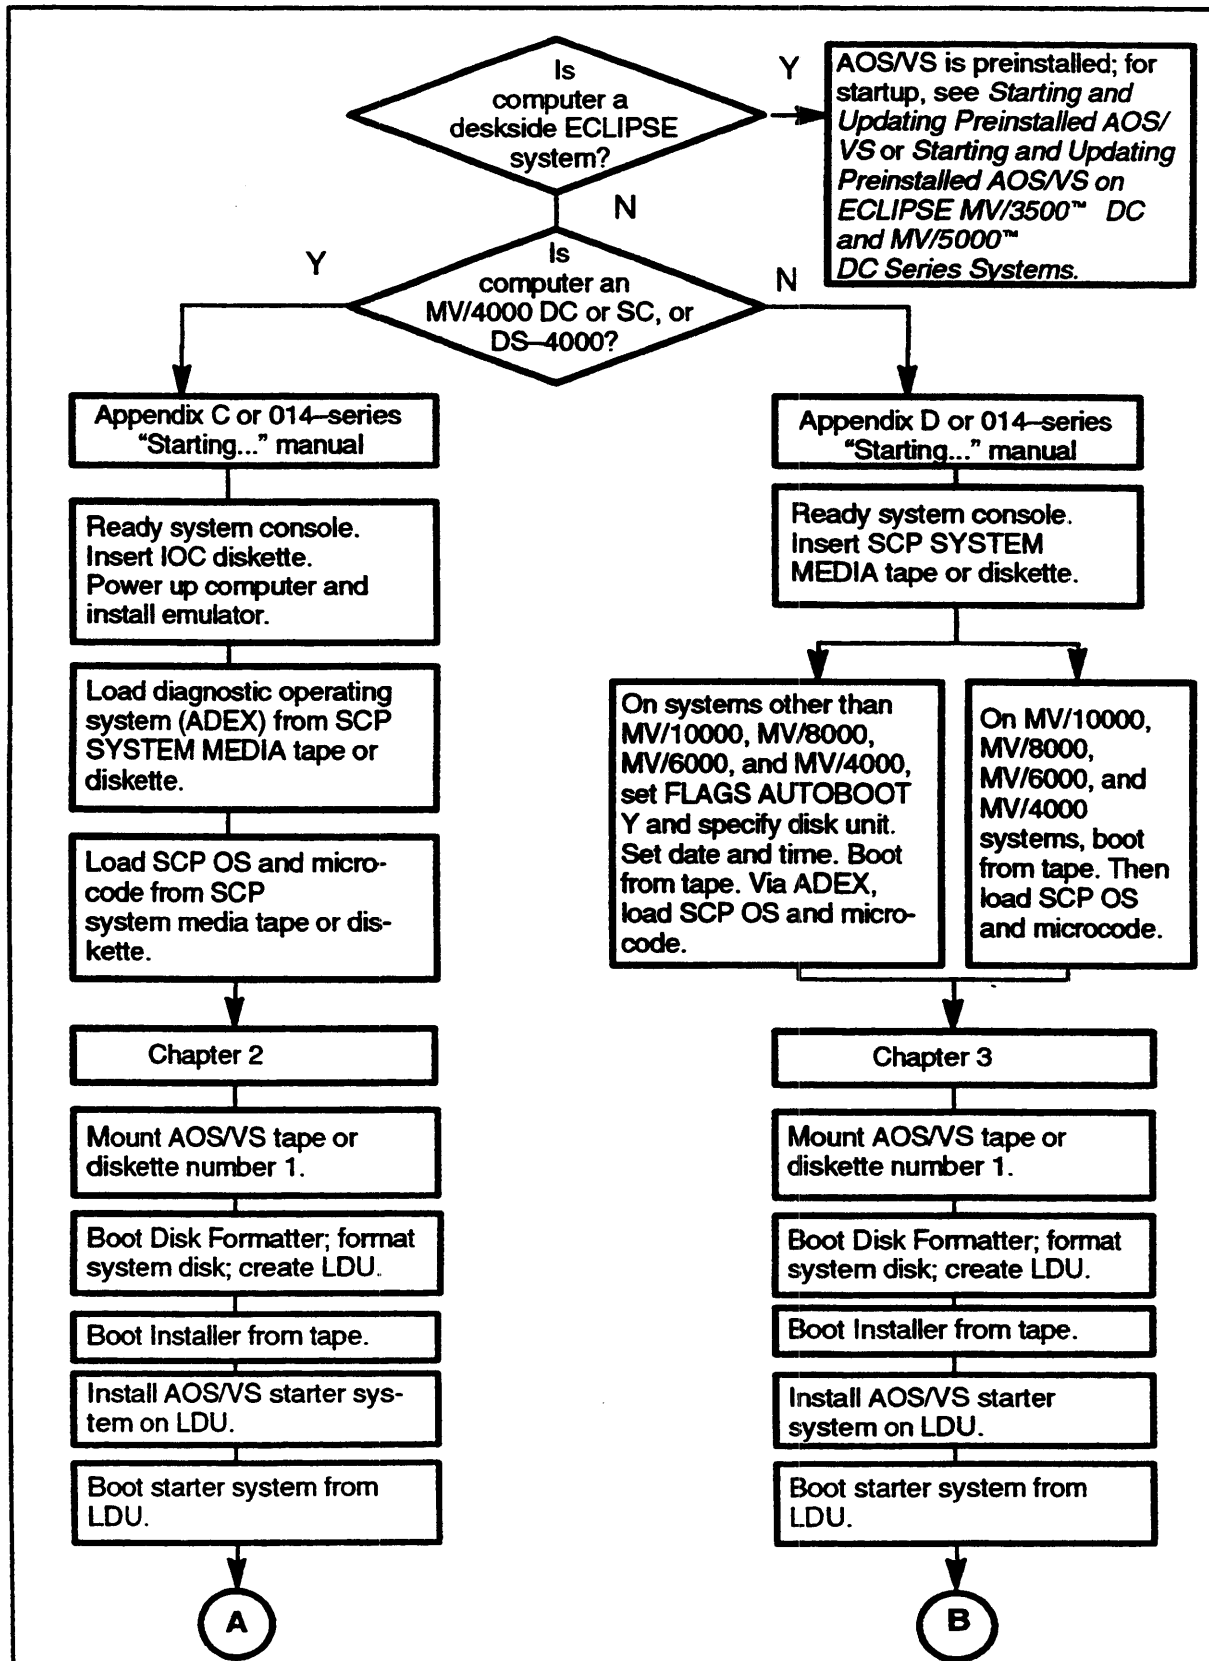 Is
computer a
deskside ECLIPSE
system?
Y
AOS/VS is preinstalled; for
startup, see Starting and
Updating Preinstalled AOS/
VS or Starting and Updating
Preinstalled AOS/VS on
ECLIPSE MV/3500™ DC
and MV/5000™
DC Series Systems.
N
Is
computer an
MV/4000 DC or SC, or
DS–4000?
Y
N
Appendix C or 014–series
“Starting...” manual
Ready system console.
Insert IOC diskette.
Power up computer and
install emulator.
Load diagnostic operating
system (ADEX) from SCP
SYSTEM MEDIA tape or
diskette.
Load SCP OS and micro-
code from SCP
system media tape or dis-
kette.
Chapter 2
Mount AOS/VS tape or
diskette number 1.
Boot Disk Formatter; format
system disk; create LDU.
Boot Installer from tape.
Install AOS/VS starter sys-
tem on LDU.
Boot starter system from
LDU.
A
Appendix D or 014–series
“Starting...” manual
Ready system console.
Insert SCP SYSTEM
MEDIA tape or diskette.
On systems other than
MV/10000, MV/8000,
MV/6000, and MV/4000,
set FLAGS AUTOBOOT
Y and specify disk unit.
Set date and time. Boot
from tape. Via ADEX,
load SCP OS and micro-
code.
On MV/10000,
MV/8000,
MV/6000, and
MV/4000
systems, boot
from tape. Then
load SCP OS
and microcode.
Chapter 3
Mount AOS/VS tape or
diskette number 1.
Boot Disk Formatter; format
system disk; create LDU.
Boot Installer from tape.
Install AOS/VS starter
system on LDU.
Boot starter system from
LDU.
B